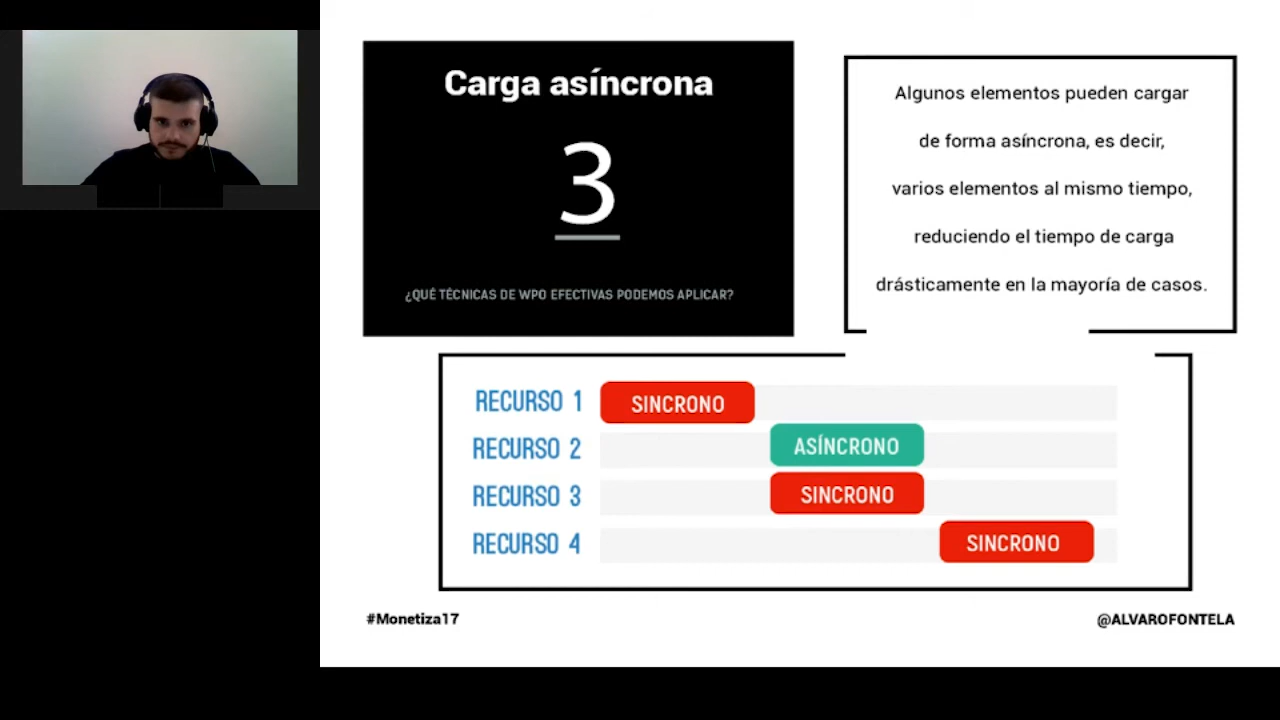 Carga asíncrona
3
¿QUÉ TÉCNICAS DE WPO EFECTIVAS PODEMOS APLICAR?
Algunos elementos pueden cargar
de forma asíncrona, es decir,
varios elementos al mismo tiempo,
reduciendo el tiempo de carga
drásticamente en la mayoría de casos.
RECURSO 1 SINCRONO
RECURSO 2 ASÍNCRONO
RECURSO 3 SINCRONO
RECURSO 4 SINCRONO
#Monetiza17
@ALVAROFONTELA